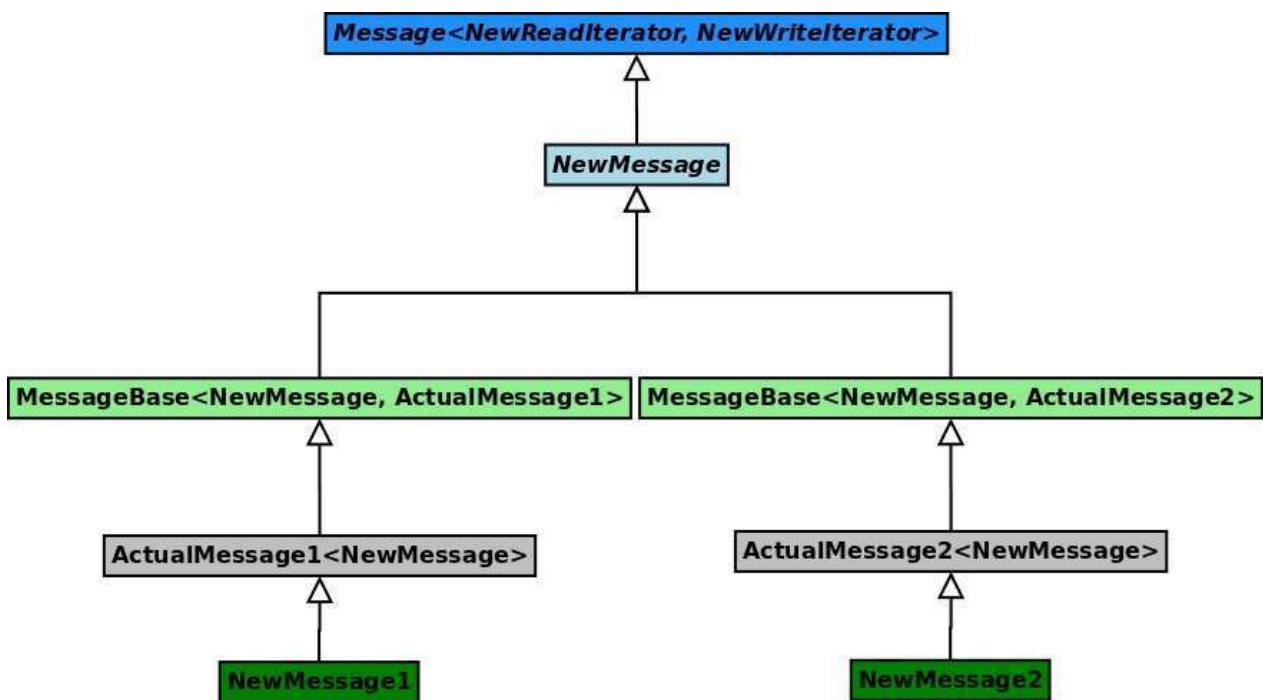 Message<NewReadIterator, NewWriteIterator>
NewMessage
MessageBase<NewMessage, ActualMessage1>
MessageBase<NewMessage, ActualMessage2>
ActualMessage1<NewMessage>
ActualMessage2<NewMessage>
NewMessage1
NewMessage2